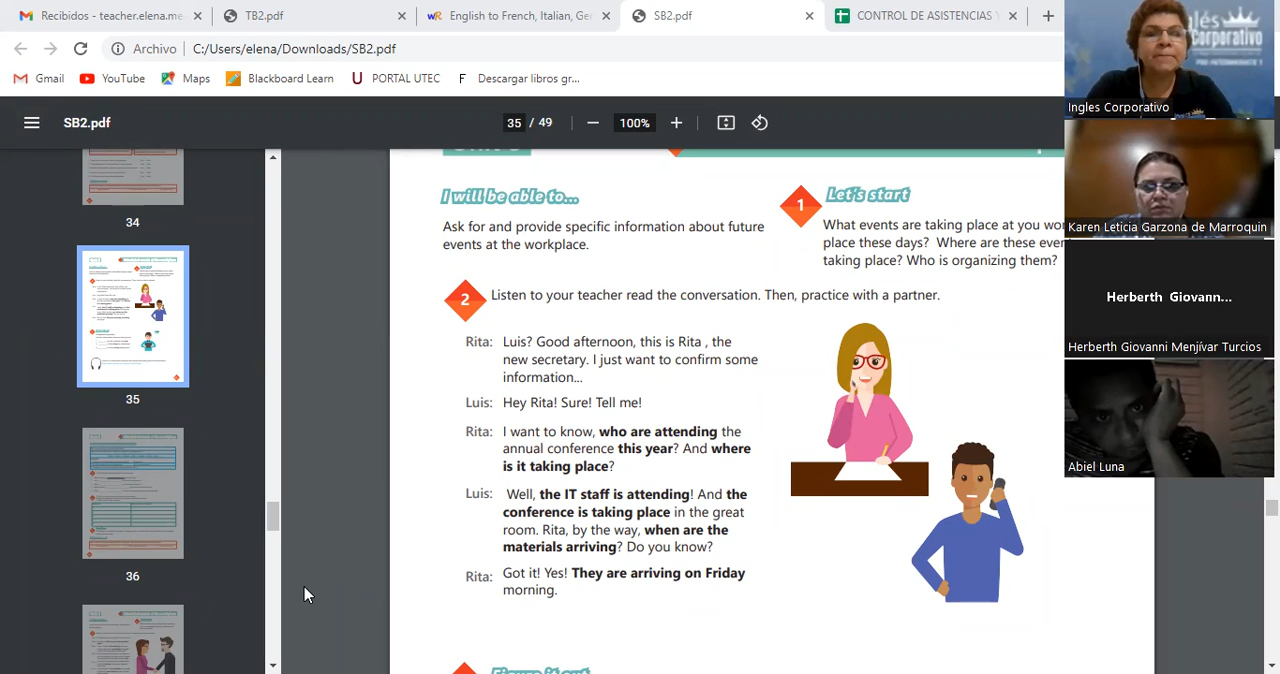 Recibidos - teacher.elena.me
TB2.pdf
English to French, Italian, Ger
SB2.pdf
CONTROL DE ASISTENCIAS Y
Archivo
C:/Users/elena/Downloads/SB2.pdf
Gmail
YouTube
Maps
Blackboard Learn
PORTAL UTEC
Descargar libros gr...
SB2.pdf
35 / 49
100%
34
35
36
I will be able to...
Ask for and provide specific information about future
events at the workplace.
1
Let's start
What events are taking place at you wo
place these days? Where are these even
taking place? Who is organizing them?
2
Listen to your teacher read the conversation. Then, practice with a partner.
Rita: Luis? Good afternoon, this is Rita , the
new secretary. I just want to confirm some
information...
Luis: Hey Rita! Sure! Tell me!
Rita: I want to know, who are attending the
annual conference this year? And where
is it taking place?
Luis: Well, the IT staff is attending! And the
conference is taking place in the great
room. Rita, by the way, when are the
materials arriving? Do you know?
Rita: Got it! Yes! They are arriving on Friday
morning.
Figure it out
Inglés
Corporativo
Ingles Corporativo
Karen Leticia Garzona de Marroquin
Herberth Giovann...
Herberth Giovanni Menjívar Turcios
Abiel Luna